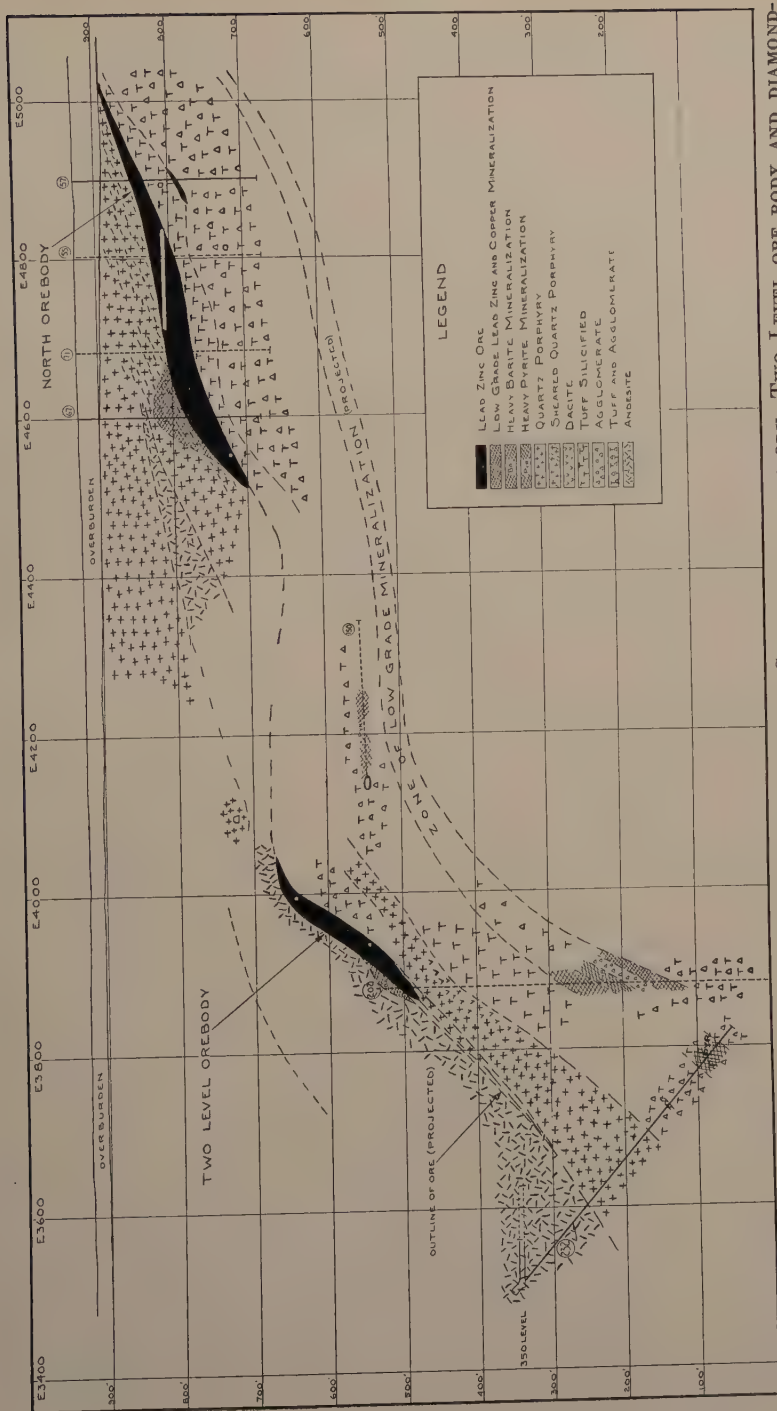 E3400
E3600
E3800
E4000
E4200
E4400
E4600
E4800
E5000
OVERBURDEN
OVERBURDEN
NORTH OREBODY
TWO LEVEL OREBODY
57
11
800'
700'
600'
500'
400'
300'
200'
100'
900'
800'
700'
400'
300'
200'
OUTLINE OF ORE (PROJECTED)
350 LEVEL
ZONE OF LOW GRADE MINERALIZATION (PROJECTED)
LEGEND
LEAD ZINC ORE
LOW GRADE LEAD ZINC AND COPPER MINERALIZATION
HEAVY BARITE MINERALIZATION
HEAVY PYRITE MINERALIZATION
QUARTZ PORPHYRY
SHEARED QUARTZ PORPHYRY
DACITE
TUFF SILICIFIED
AGGLOMERATE
TUFF AND AGGLOMERATE
ANDESITE
TWO LEVEL ORE BODY AND DIAMOND-